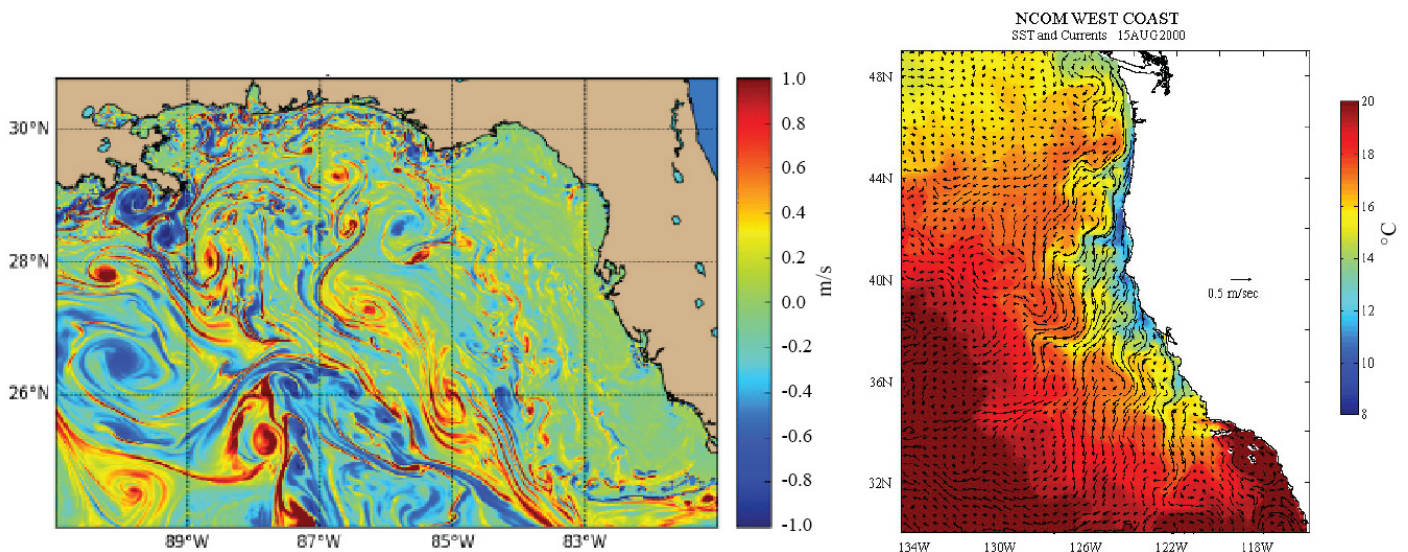 30°N
28°N
26°N
89°W
87°W
85°W
83°W
1.0
0.8
0.6
0.4
0.2
0.0
-0.2
-0.4
-0.6
-0.8
-1.0
m/s
NCOM WEST COAST
SST and Currents 15AUG2000
48N
44N
40N
36N
32N
134W
130W
126W
122W
118W
0.5 m/sec
20
18
16
14
12
10
8
°C